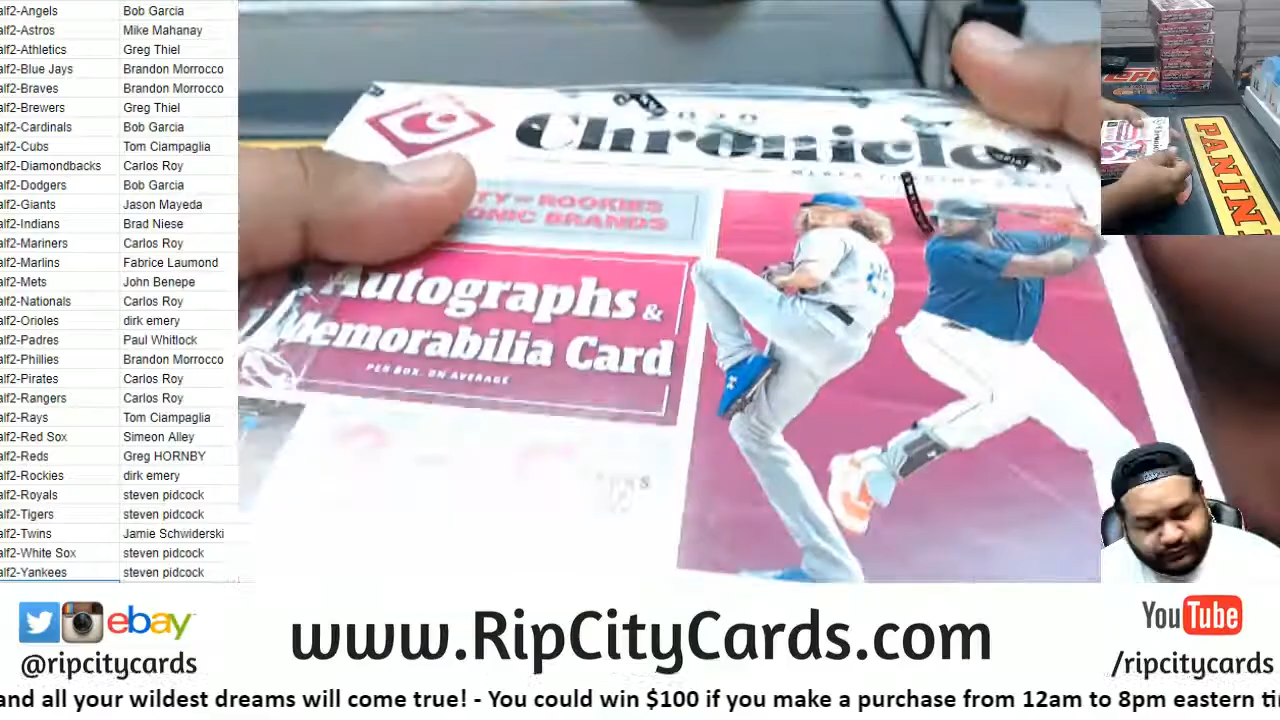 alf2-Angels Bob Garcia
alf2-Astros Mike Mahanay
alf2-Athletics Greg Thiel
alf2-Blue Jays Brandon Morrocco
alf2-Braves Brandon Morrocco
alf2-Brewers Greg Thiel
alf2-Cardinals Bob Garcia
alf2-Cubs Tom Ciampaglia
alf2-Diamondbacks Carlos Roy
alf2-Dodgers Bob Garcia
alf2-Giants Jason Mayeda
alf2-Indians Brad Niese
alf2-Mariners Carlos Roy
alf2-Marlins Fabrice Laumond
alf2-Mets John Benepe
alf2-Nationals Carlos Roy
alf2-Orioles dirk emery
alf2-Padres Paul Whitlock
alf2-Phillies Brandon Morrocco
alf2-Pirates Carlos Roy
alf2-Rangers Carlos Roy
alf2-Rays Tom Ciampaglia
alf2-Red Sox Simeon Alley
alf2-Reds Greg HORNBY
alf2-Rockies dirk emery
alf2-Royals steven pidcock
alf2-Tigers steven pidcock
alf2-Twins Jamie Schwiderski
alf2-White Sox steven pidcock
alf2-Yankees steven pidcock
Chronicles
ROOKIES
BRANDS
Autographs &
Memorabilia Card
PER BOX, ON AVERAGE
PANINI
ebay
@ripcitycards
www.RipCityCards.com
YouTube
/ripcitycards
and all your wildest dreams will come true! - You could win $100 if you make a purchase from 12am to 8pm eastern ti